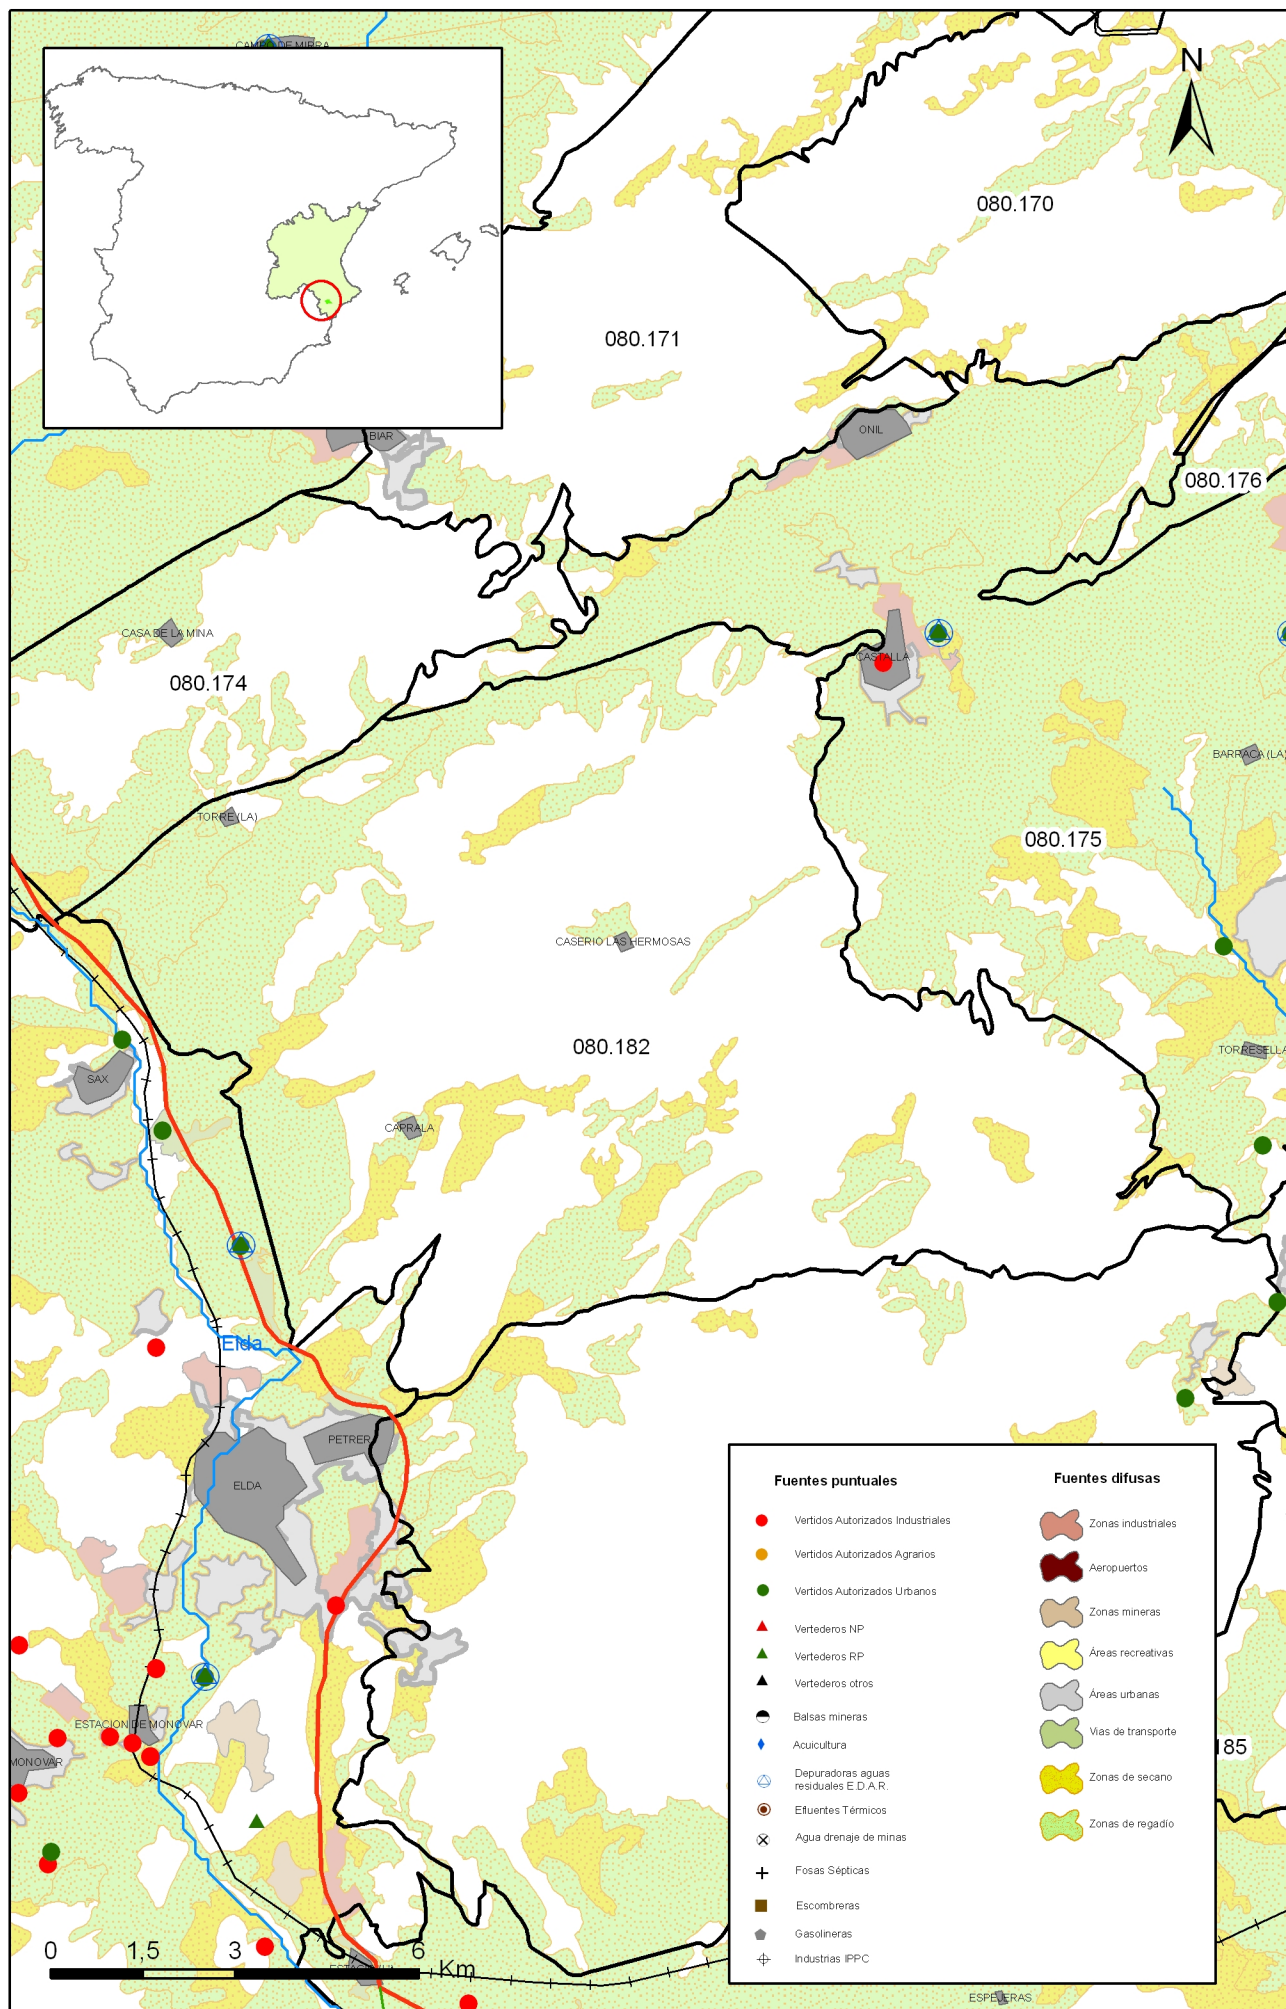 CAMPO DE MIRRA
N
080.170
080.171
BIAR
ONIL
080.176
CASA DE LA MINA
080.174
CASTALLA
BARRACA (LA)
TORRE (LA)
080.175
CASERIO LAS HERMOSAS
080.182
TORRESELLA
SAX
CAPRALA
Elda
PETRER
ELDA
ESTACION DE MONOVAR
MONOVAR
185
ESPEJERAS
0 1,5 3 6
Km
Fuentes puntuales
Vertidos Autorizados Industriales
Vertidos Autorizados Agrarios
Vertidos Autorizados Urbanos
Vertederos NP
Vertederos RP
Vertederos otros
Balsas mineras
Acuicultura
Depuradoras aguas
residuales E.D.A.R.
Efluentes Térmicos
Agua drenaje de minas
Fosas Sépticas
Escombreras
Gasolineras
Industrias IPPC
Fuentes difusas
Zonas industriales
Aeropuertos
Zonas mineras
Áreas recreativas
Áreas urbanas
Vias de transporte
Zonas de secano
Zonas de regadío